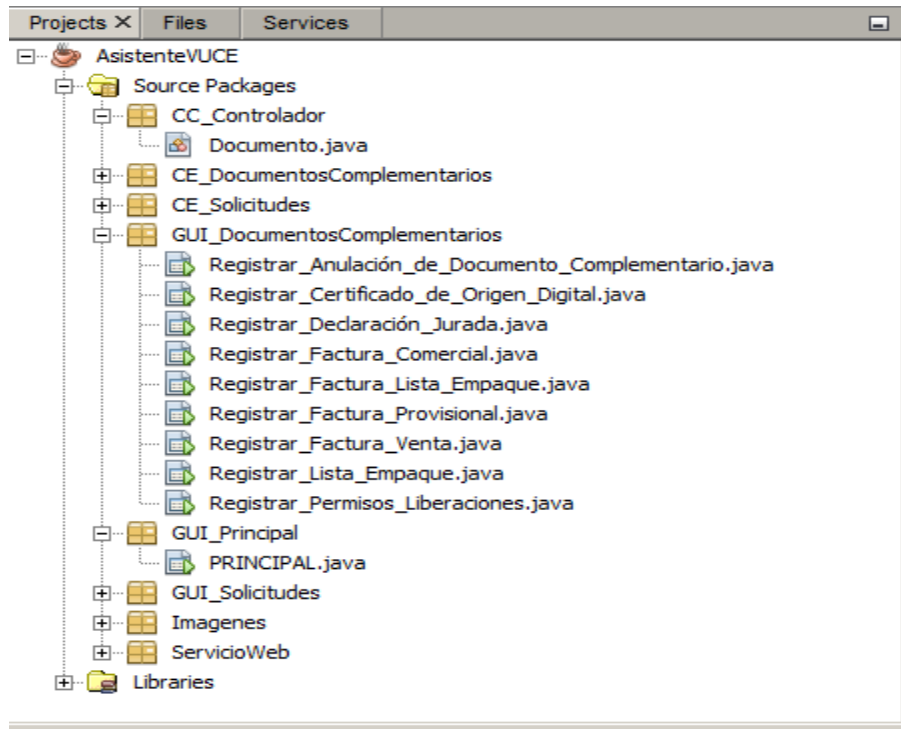 Projects Files Services
AsistenteVUCE
Source Packages
CC_Controlador
Documento.java
CE_DocumentosComplementarios
CE_Solicitudes
GUI_DocumentosComplementarios
Registrar_Anulación_de_Documento_Complementario.java
Registrar_Certificado_de_Origen_Digital.java
Registrar_Declaración_Jurada.java
Registrar_Factura_Comercial.java
Registrar_Factura_Lista_Empaque.java
Registrar_Factura_Provisional.java
Registrar_Factura_Venta.java
Registrar_Lista_Empaque.java
Registrar_Permisos_Liberaciones.java
GUI_Principal
PRINCIPAL.java
GUI_Solicitudes
Imagenes
ServicioWeb
Libraries